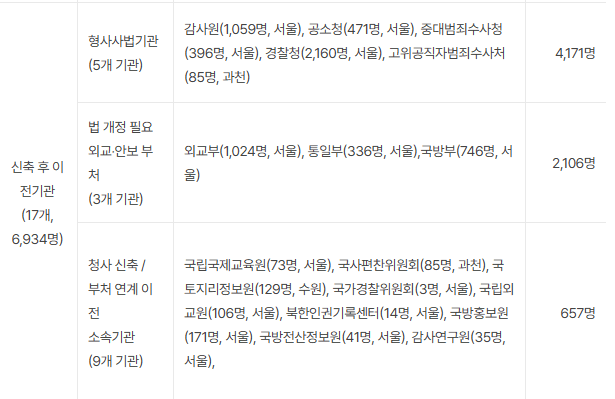 신축 후 이
전기관
(17개,
6,934명)
형사사법기관
(5개 기관)
감사원(1,059명, 서울), 공소청(471명, 서울), 중대범죄수사청
(396명, 서울), 경찰청(2,160명, 서울), 고위공직자범죄수사처
(85명, 과천)
4,171명
법 개정 필요
외교·안보 부
처
(3개 기관)
외교부(1,024명, 서울), 통일부(336명, 서울),국방부(746명, 서
울)
2,106명
청사 신축 /
부처 연계 이
전
소속기관
(9개 기관)
국립국제교육원(73명, 서울), 국사편찬위원회(85명, 과천), 국
토지리정보원(129명, 수원), 국가경찰위원회(3명, 서울), 국립외
교원(106명, 서울), 북한인권기록센터(14명, 서울), 국방홍보원
(171명, 서울), 국방전산정보원(41명, 서울), 감사연구원(35명,
서울),
657명